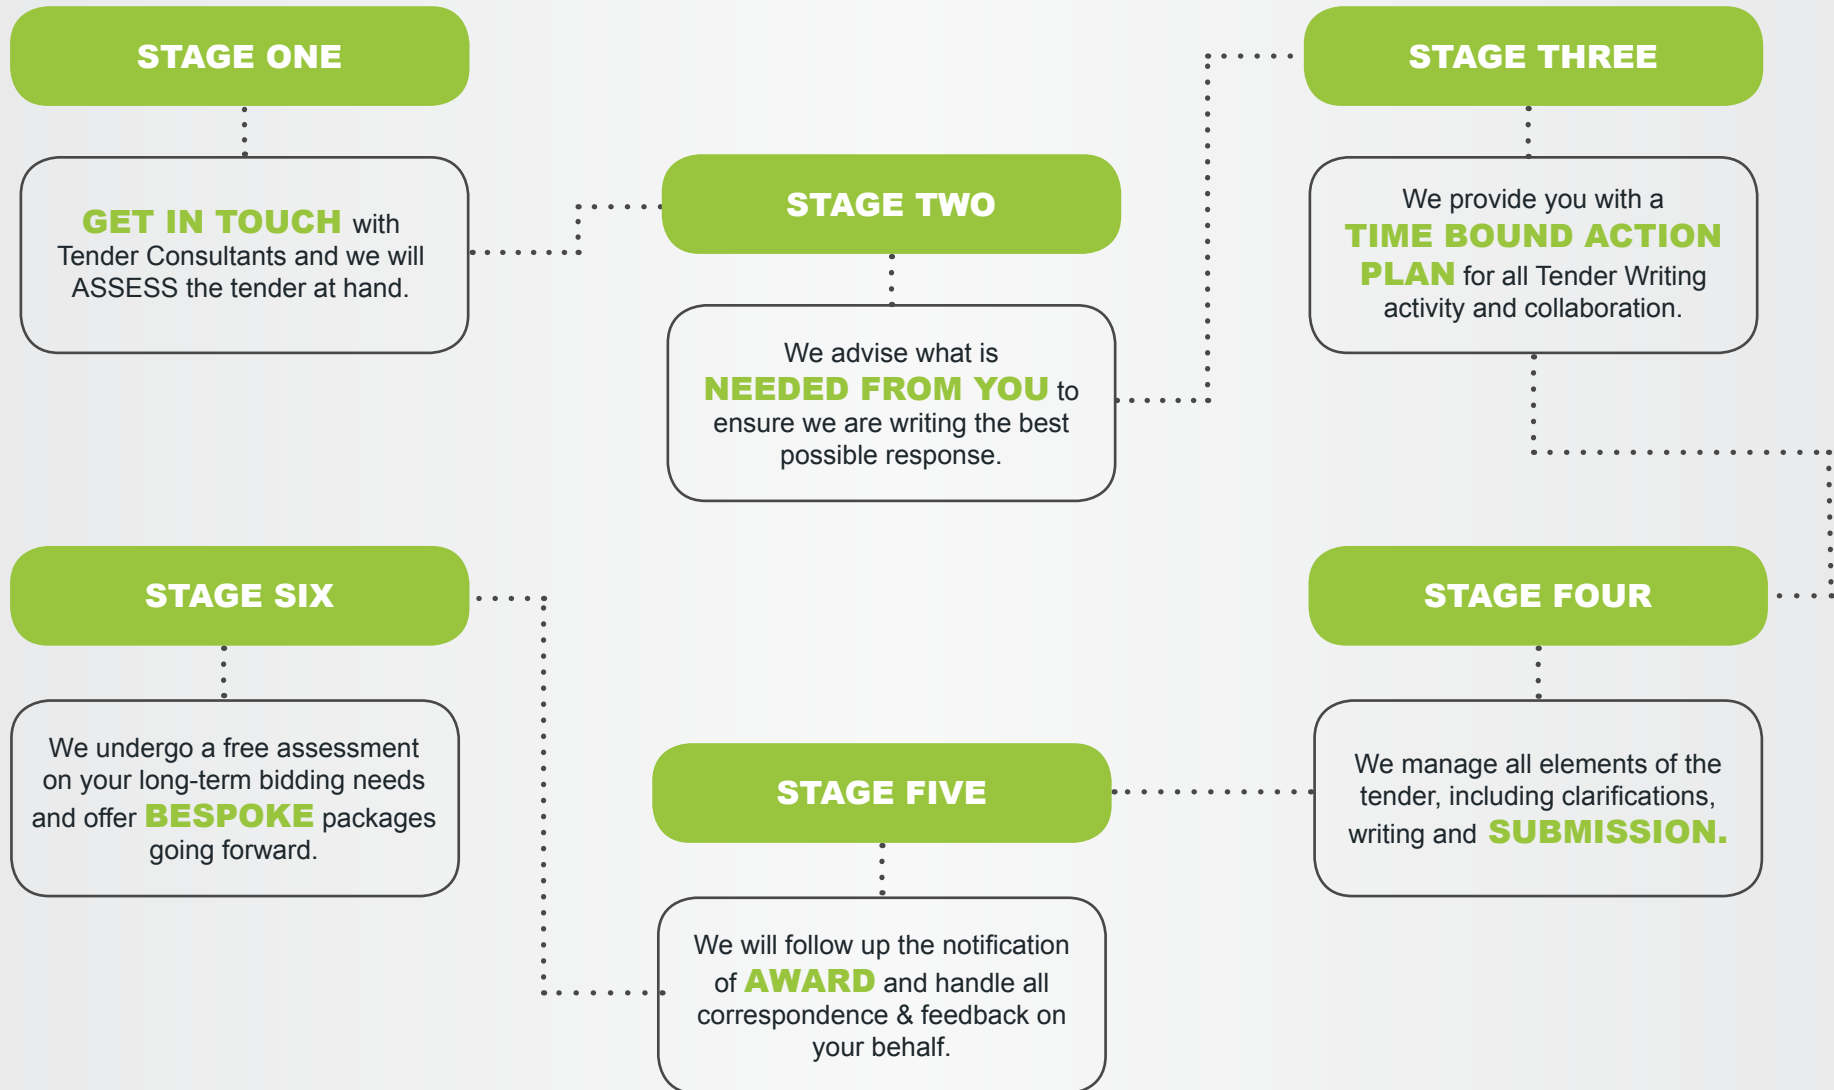 STAGE ONE
GET IN TOUCH with
Tender Consultants and we will
ASSESS the tender at hand.
STAGE TWO
We advise what is
NEEDED FROM YOU to
ensure we are writing the best
possible response.
STAGE THREE
We provide you with a
TIME BOUND ACTION
PLAN for all Tender Writing
activity and collaboration.
STAGE FOUR
We manage all elements of the
tender, including clarifications,
writing and SUBMISSION.
STAGE FIVE
We will follow up the notification
of AWARD and handle all
correspondence & feedback on
your behalf.
STAGE SIX
We undergo a free assessment
on your long-term bidding needs
and offer BESPOKE packages
going forward.